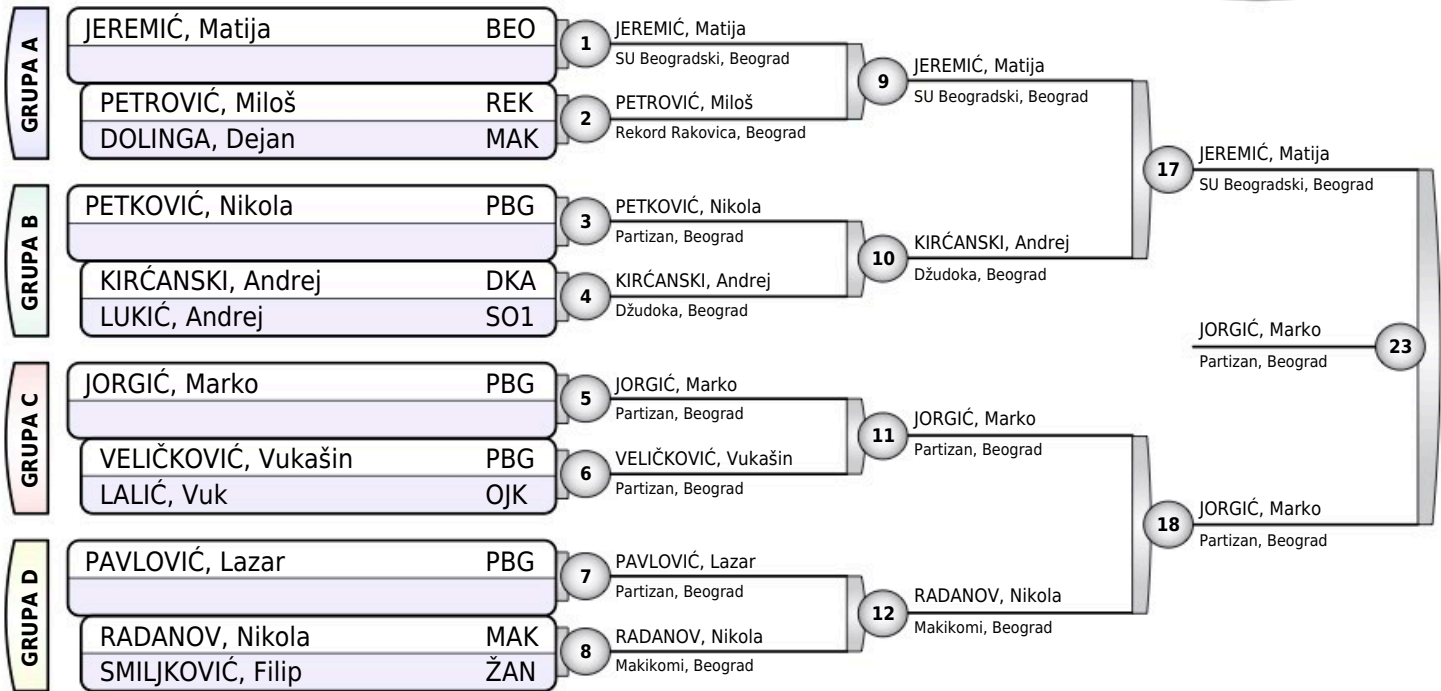 GRUPA A
JEREMIĆ, Matija BEO
PETROVIĆ, Miloš REK
DOLINGA, Dejan MAK
GRUPA B
PETKOVIĆ, Nikola PBG
KIRĆANSKI, Andrej DKA
LUKIĆ, Andrej SO1
GRUPA C
JORGIĆ, Marko PBG
VELIČKOVIĆ, Vukašin PBG
LALIĆ, Vuk OJK
GRUPA D
PAVLOVIĆ, Lazar PBG
RADANOV, Nikola MAK
SMILJKOVIĆ, Filip ŽAN
1
JEREMIĆ, Matija
SU Beogradski, Beograd
2
PETROVIĆ, Miloš
Rekord Rakovica, Beograd
3
PETKOVIĆ, Nikola
Partizan, Beograd
4
KIRĆANSKI, Andrej
Džudoka, Beograd
5
JORGIĆ, Marko
Partizan, Beograd
6
VELIČKOVIĆ, Vukašin
Partizan, Beograd
7
PAVLOVIĆ, Lazar
Partizan, Beograd
8
RADANOV, Nikola
Makikomi, Beograd
9
JEREMIĆ, Matija
SU Beogradski, Beograd
10
KIRĆANSKI, Andrej
Džudoka, Beograd
11
JORGIĆ, Marko
Partizan, Beograd
12
RADANOV, Nikola
Makikomi, Beograd
17
JEREMIĆ, Matija
SU Beogradski, Beograd
18
JORGIĆ, Marko
Partizan, Beograd
JORGIĆ, Marko
Partizan, Beograd
23